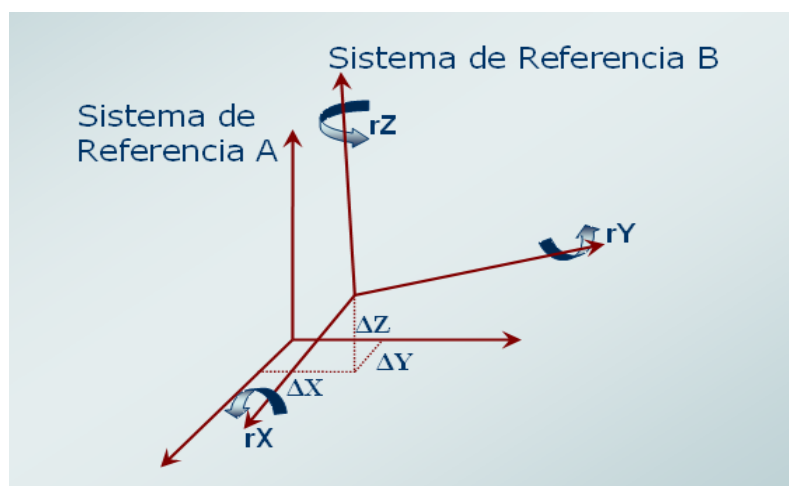 Sistema de Referencia B
Sistema de
Referencia A
rZ
rY
ΔZ
ΔY
ΔX
rX